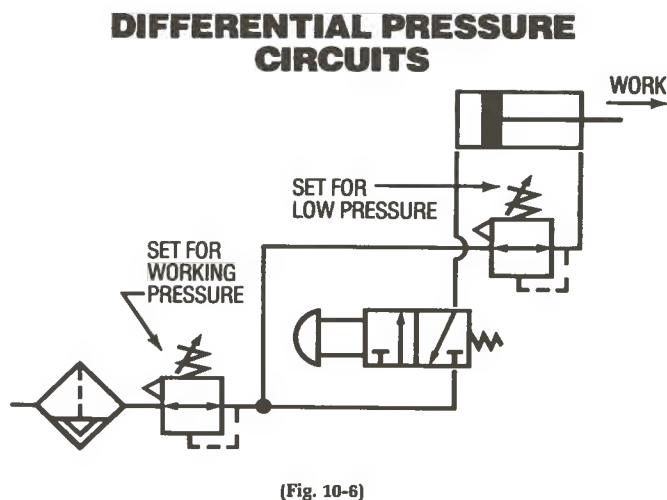 DIFFERENTIAL PRESSURE
CIRCUITS
WORK
SET FOR
LOW PRESSURE
SET FOR
WORKING
PRESSURE
(Fig. 10-6)